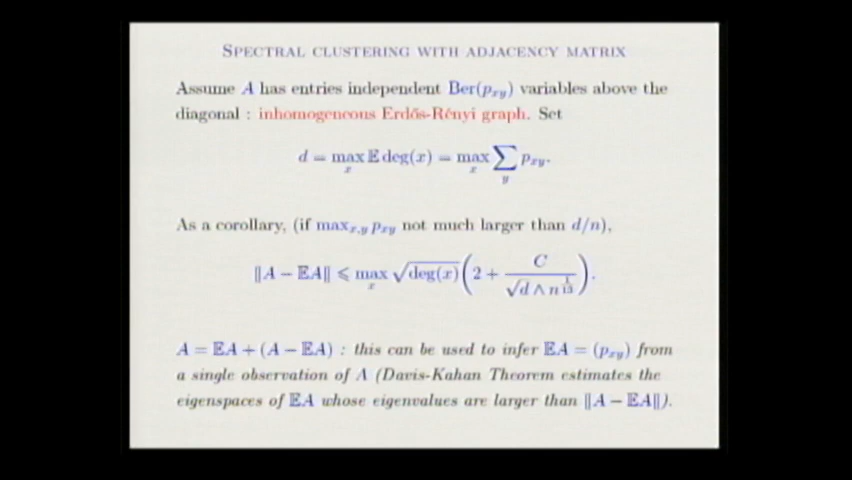 SPECTRAL CLUSTERING WITH ADJACENCY MATRIX
Assume A has entries independent Ber(p_{xy}) variables above the
diagonal : inhomogeneous Erdős-Rényi graph. Set
d = max_x 𝔼 deg(x) = max_x ∑_y p_{xy}.
As a corollary, (if max_{x,y} p_{xy} not much larger than d/n),
‖A − 𝔼A‖ ⩽ max_x √deg(x) (2 + C / (√d ∧ n^{1/13})).
A = 𝔼A + (A − 𝔼A) : this can be used to infer 𝔼A = (p_{xy}) from
a single observation of A (Davis-Kahan Theorem estimates the
eigenspaces of 𝔼A whose eigenvalues are larger than ‖A − 𝔼A‖).